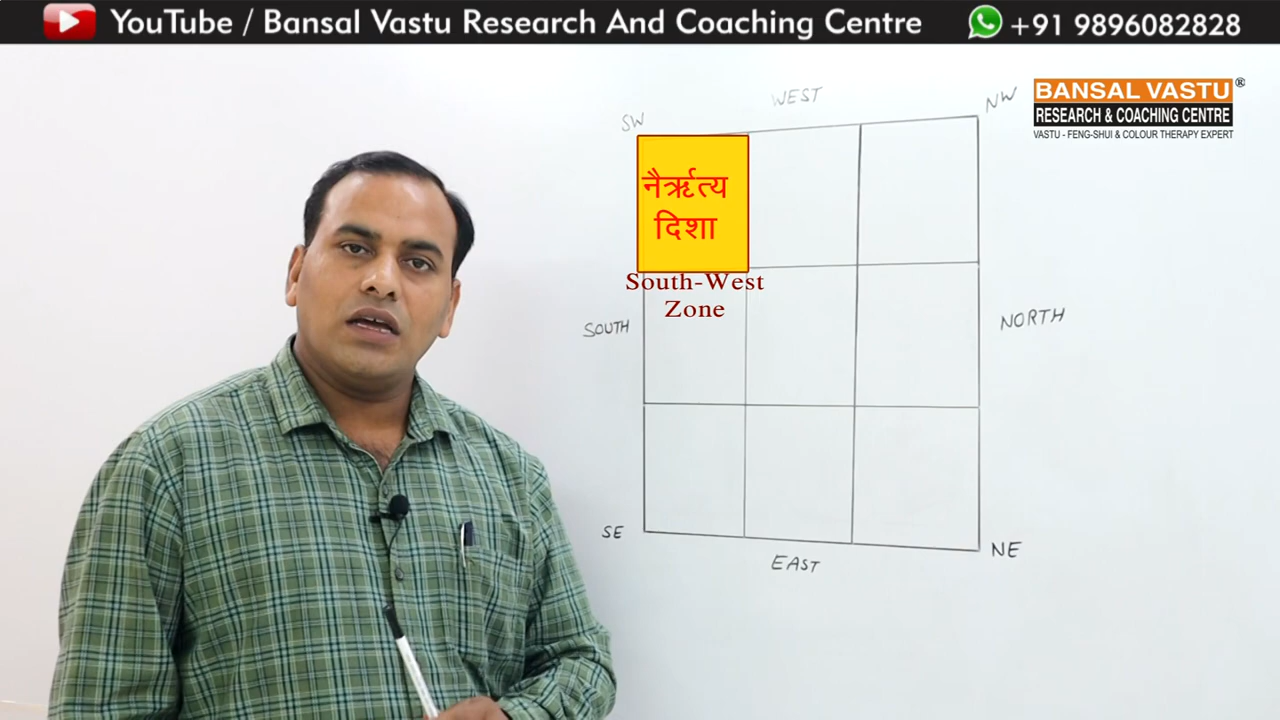 YouTube / Bansal Vastu Research And Coaching Centre
+91 9896082828
BANSAL VASTU®
RESEARCH & COACHING CENTRE
VASTU - FENG-SHUI & COLOUR THERAPY EXPERT
WEST
SW
NW
नैर्ऋत्य
दिशा
South-West
Zone
SOUTH
NORTH
SE
EAST
NE